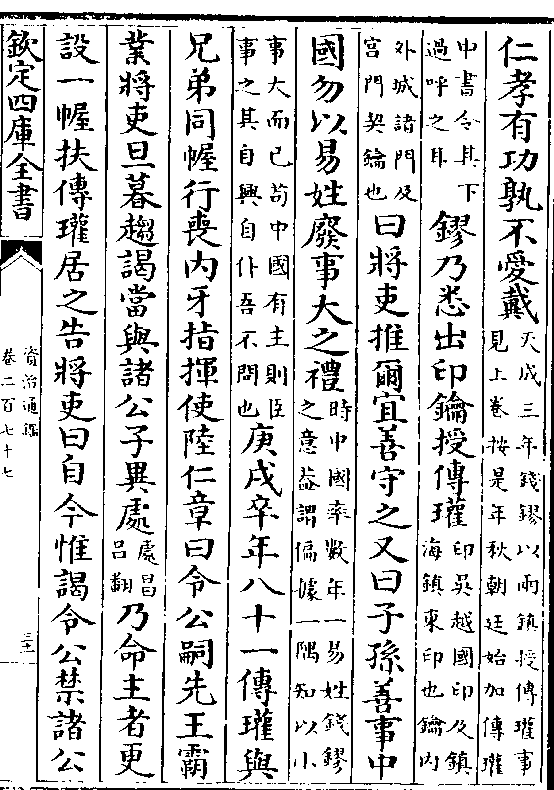 仁孝有功孰不愛戴天成三年錢鏐以兩鎮授傳瓘事
見上卷按是年秋朝廷始加傳瓘
中書令其下
過呼之耳鏐乃悉出印鑰授傳瓘印吳越國印及鎮
海鎮東印也鑰内
外城諸門及
宫門契鑰也曰將吏推爾宜善守之又曰子孫善事中
國勿以易姓廢事大之禮時中國率數年一易姓錢鏐
之意益謂偏據一隅知以小
事大而已苟中國有主則臣
事之其自興自仆吾不問也庚戌卒年八十一傳瓘與
兄弟同幄行喪内牙指揮使陸仁章曰令公嗣先王霸
業將吏旦暮趨謁當與諸公子異處處昌
吕翻乃命主者更
設一幄扶傳瓘居之告將吏曰自今惟謁令公禁諸公
欽定四庫全書
資治通鑑
卷二百七十七